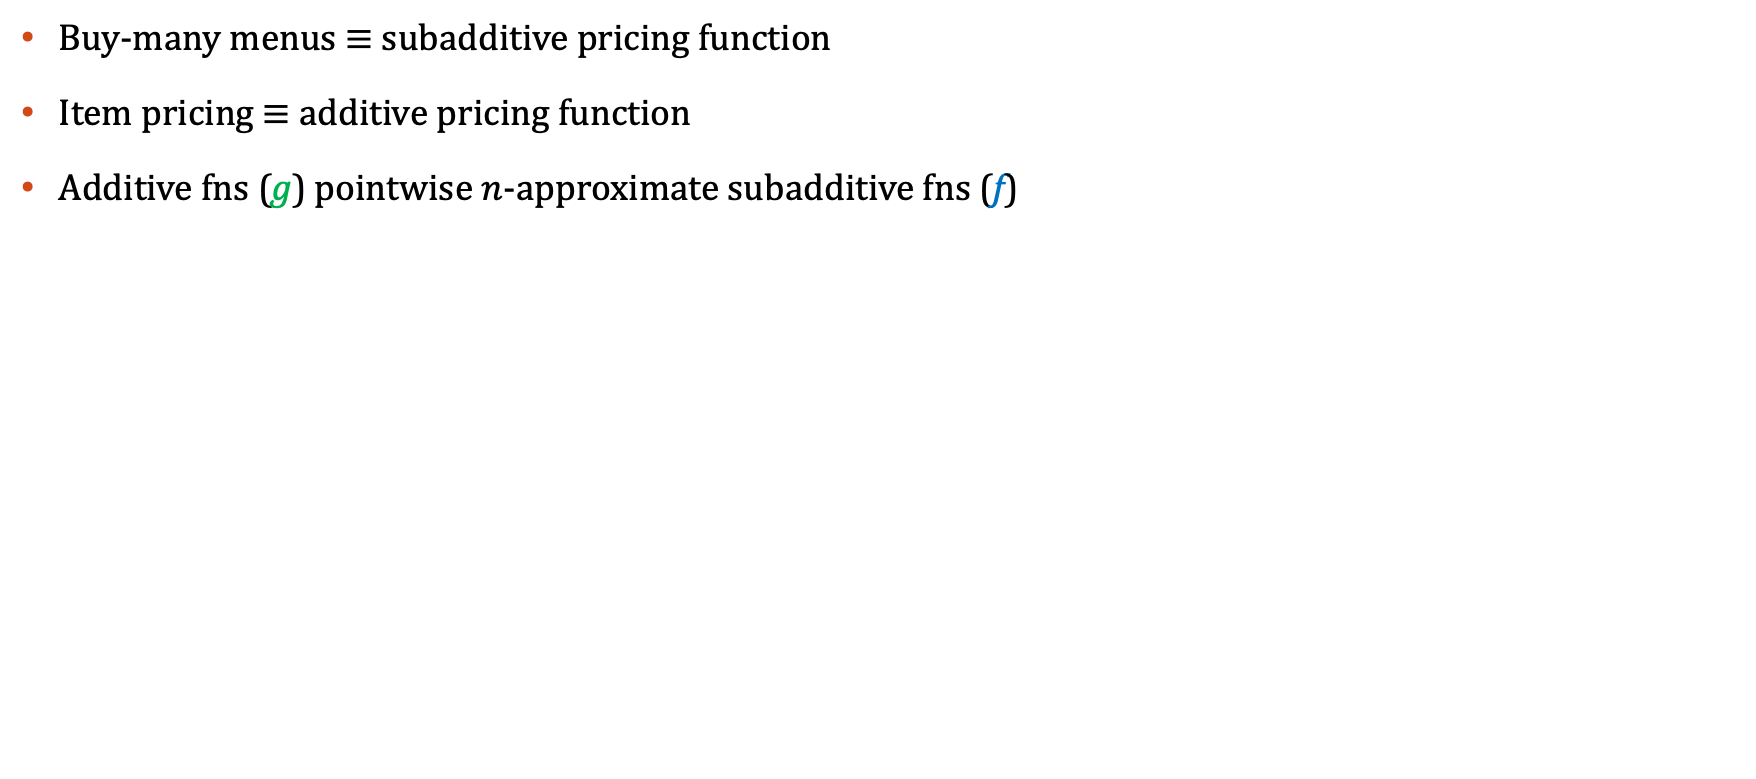 • Buy-many menus ≡ subadditive pricing function
• Item pricing ≡ additive pricing function
• Additive fns (g) pointwise n-approximate subadditive fns (f)